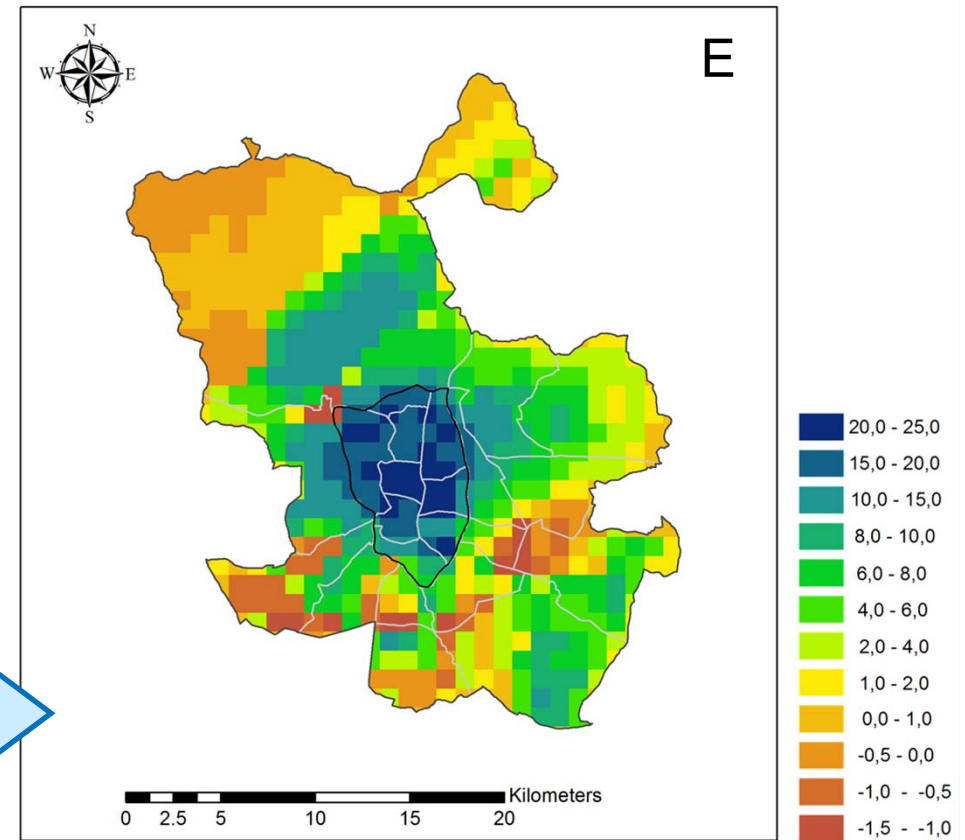 N
W E
S
E
20,0 - 25,0
15,0 - 20,0
10,0 - 15,0
8,0 - 10,0
6,0 - 8,0
4,0 - 6,0
2,0 - 4,0
1,0 - 2,0
0,0 - 1,0
-0,5 - 0,0
-1,0 - -0,5
-1,5 - -1,0
Kilometers
0 2.5 5 10 15 20